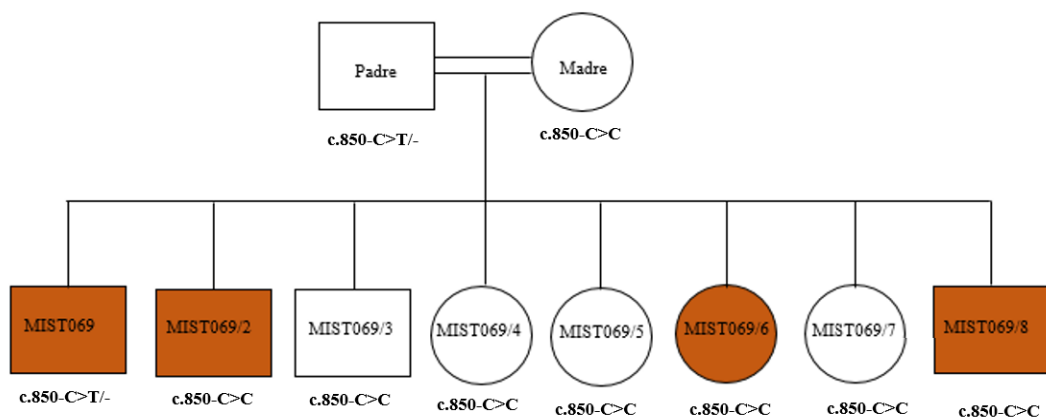 Padre
Madre
c.850-C>T/-
c.850-C>C
MIST069
MIST069/2
MIST069/3
MIST069/4
MIST069/5
MIST069/6
MIST069/7
MIST069/8
c.850-C>T/-
c.850-C>C
c.850-C>C
c.850-C>C
c.850-C>C
c.850-C>C
c.850-C>C
c.850-C>C